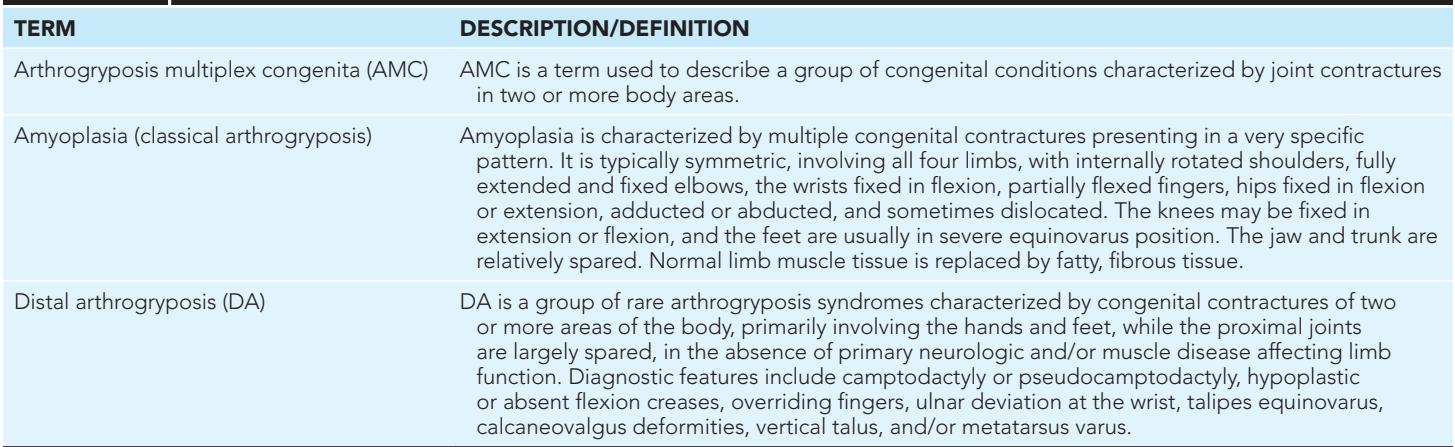 TERM DESCRIPTION/DEFINITION
Arthrogryposis multiplex congenita (AMC) AMC is a term used to describe a group of congenital conditions characterized by joint contractures
in two or more body areas.
Amyoplasia (classical arthrogryposis) Amyoplasia is characterized by multiple congenital contractures presenting in a very specific
pattern. It is typically symmetric, involving all four limbs, with internally rotated shoulders, fully
extended and fixed elbows, the wrists fixed in flexion, partially flexed fingers, hips fixed in flexion
or extension, adducted or abducted, and sometimes dislocated. The knees may be fixed in
extension or flexion, and the feet are usually in severe equinovarus position. The jaw and trunk are
relatively spared. Normal limb muscle tissue is replaced by fatty, fibrous tissue.
Distal arthrogryposis (DA) DA is a group of rare arthrogryposis syndromes characterized by congenital contractures of two
or more areas of the body, primarily involving the hands and feet, while the proximal joints
are largely spared, in the absence of primary neurologic and/or muscle disease affecting limb
function. Diagnostic features include camptodactyly or pseudocamptodactyly, hypoplastic
or absent flexion creases, overriding fingers, ulnar deviation at the wrist, talipes equinovarus,
calcaneovalgus deformities, vertical talus, and/or metatarsus varus.